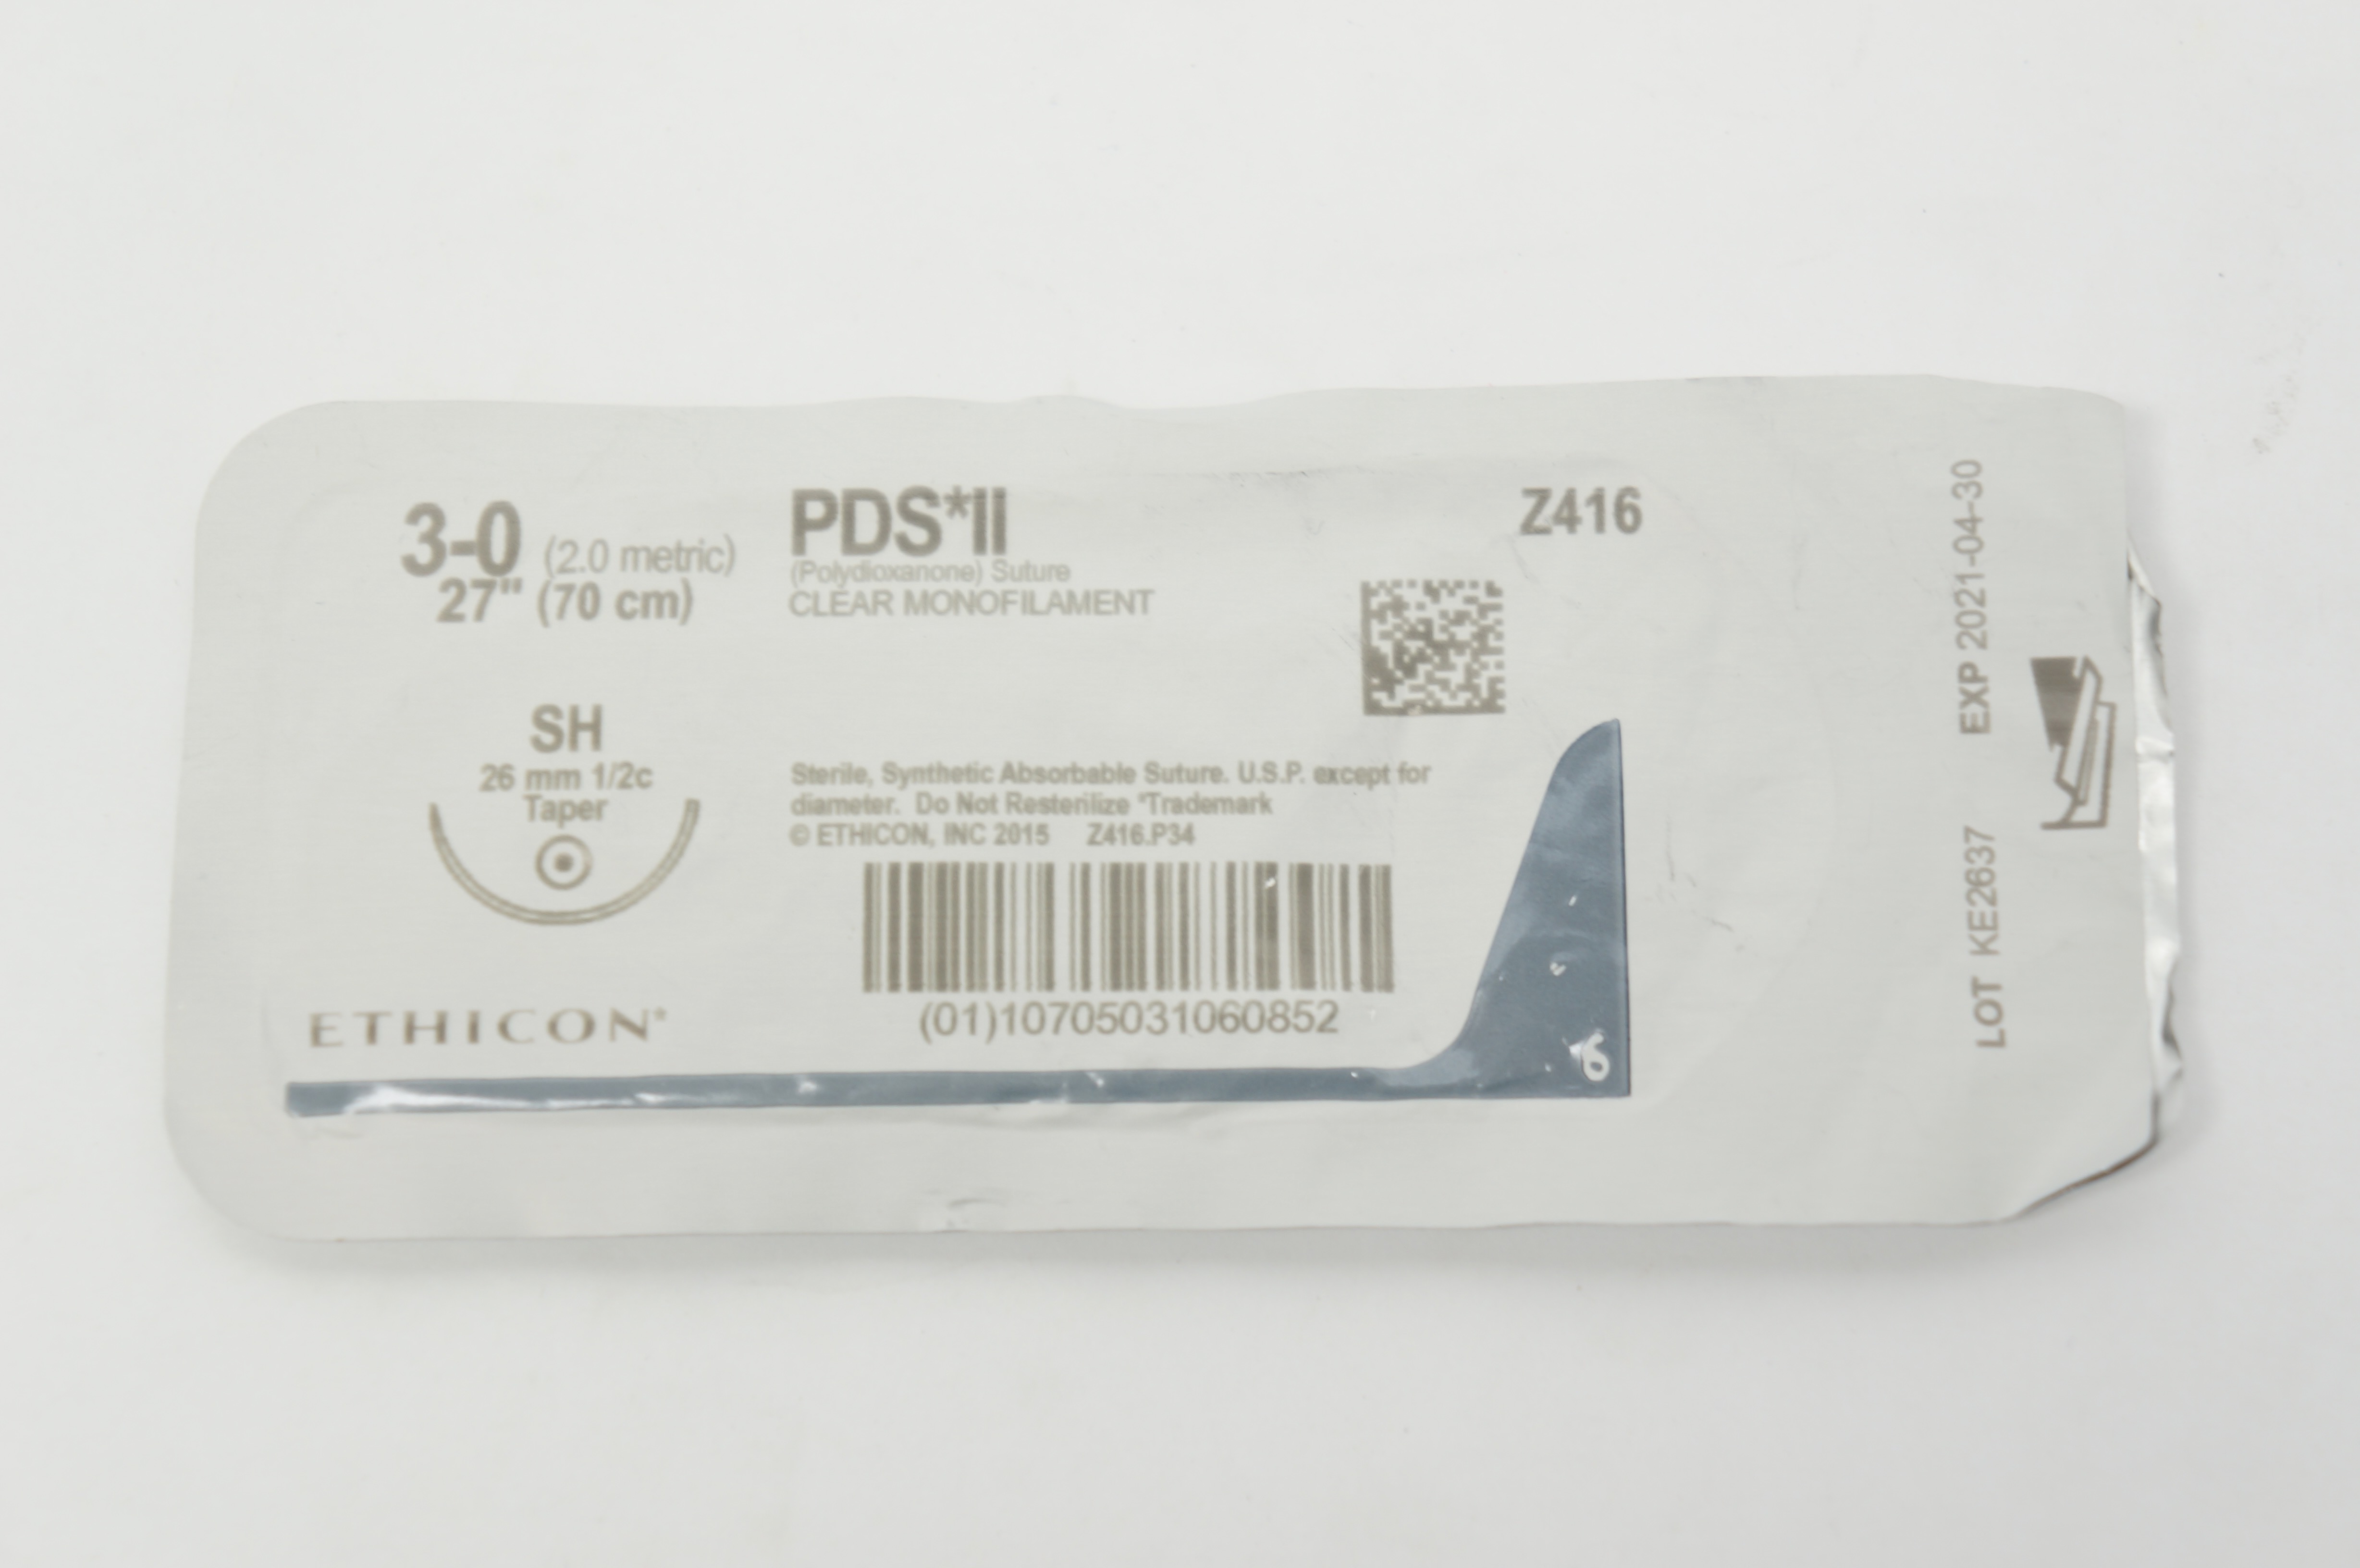 3-0 (2.0 metric)
27" (70 cm)
PDS*II
(Polydioxanone) Suture
CLEAR MONOFILAMENT
Z416
SH
26 mm 1/2c
Taper
Sterile, Synthetic Absorbable Suture. U.S.P. except for
diameter. Do Not Resterilize *Trademark
© ETHICON, INC 2015 Z416.P34
(01)10705031060852
ETHICON*
6
LOT KE2637 EXP 2021-04-30